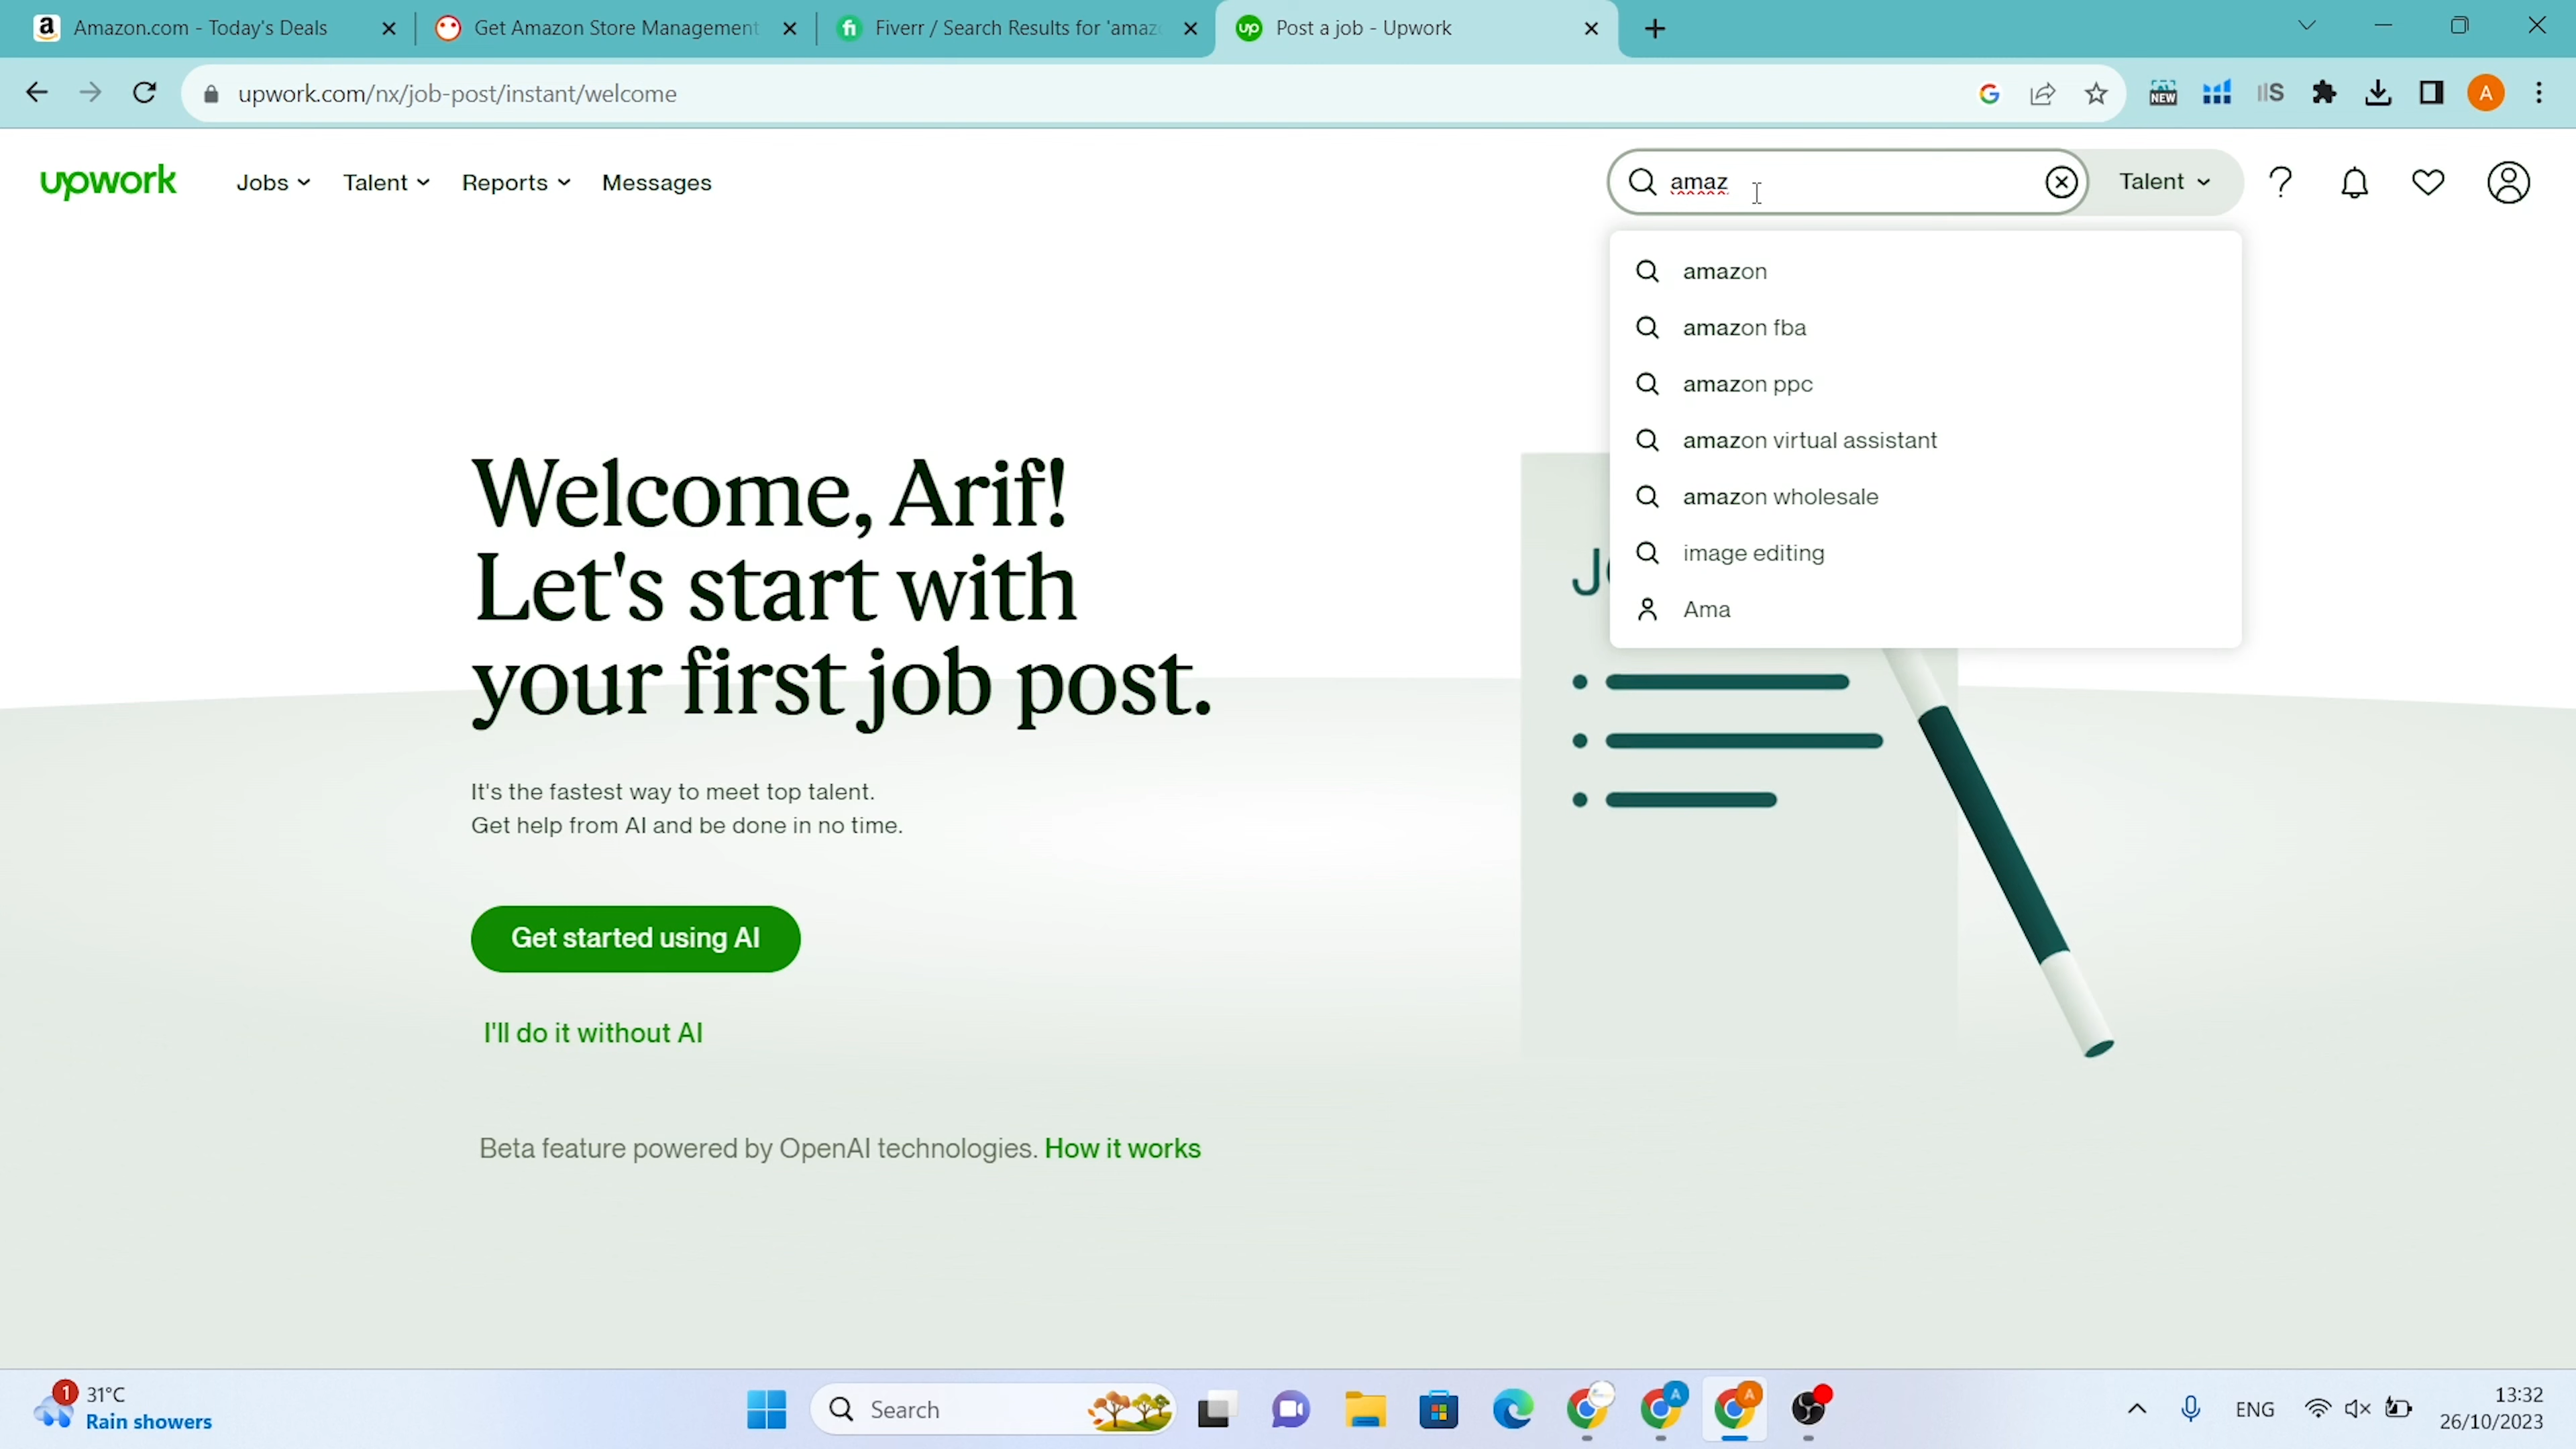 Amazon.com - Today's Deals
Get Amazon Store Management
Fiverr / Search Results for 'amaz
Post a job - Upwork
upwork.com/nx/job-post/instant/welcome
NEW
A
upwork
Jobs
Talent
Reports
Messages
amaz
Talent
amazon
amazon fba
amazon ppc
amazon virtual assistant
amazon wholesale
image editing
Ama
Welcome, Arif!
Let's start with
your first job post.
It's the fastest way to meet top talent.
Get help from AI and be done in no time.
Get started using AI
I'll do it without AI
Beta feature powered by OpenAI technologies. How it works
1
31°C
Rain showers
Search
A
A
ENG
13:32
26/10/2023